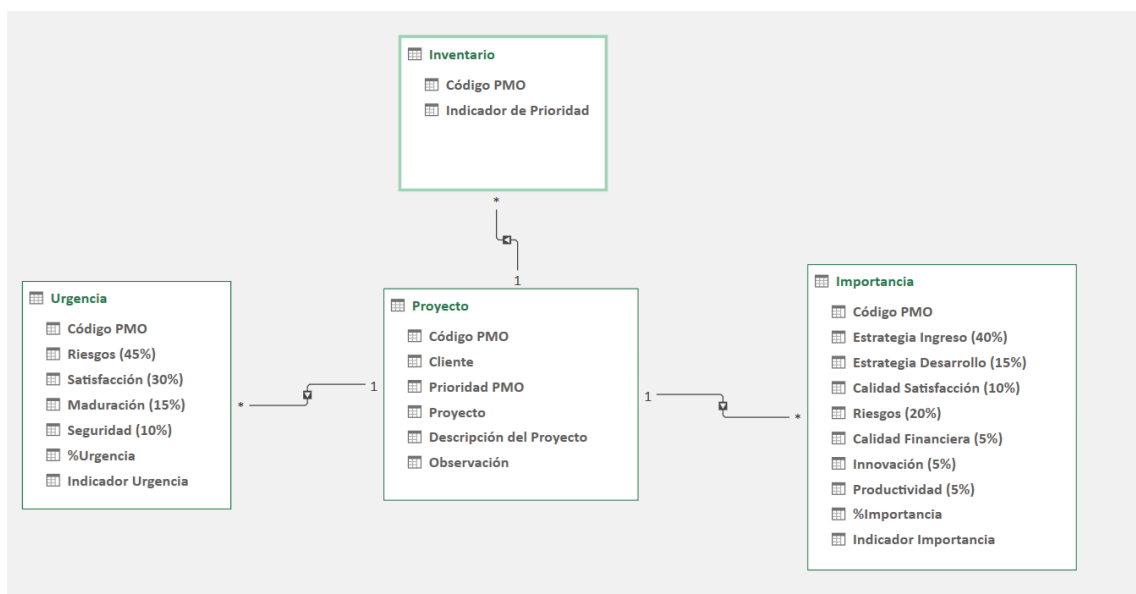 Inventario
Código PMO
Indicador de Prioridad
*
1
Urgencia
Código PMO
Riesgos (45%)
Satisfacción (30%)
Maduración (15%)
Seguridad (10%)
%Urgencia
Indicador Urgencia
*
1
Proyecto
Código PMO
Cliente
Prioridad PMO
Proyecto
Descripción del Proyecto
Observación
1
*
Importancia
Código PMO
Estrategia Ingreso (40%)
Estrategia Desarrollo (15%)
Calidad Satisfacción (10%)
Riesgos (20%)
Calidad Financiera (5%)
Innovación (5%)
Productividad (5%)
%Importancia
Indicador Importancia